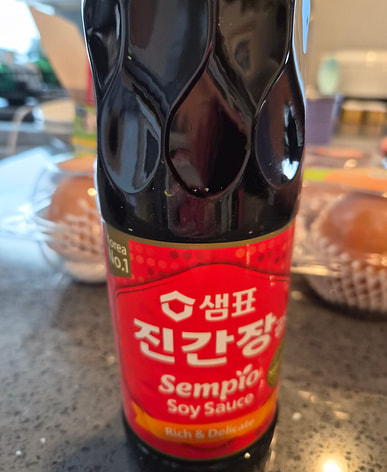 Korea
No.1
샘표
진간장
Sempio
Soy Sauce
Rich & Delicate